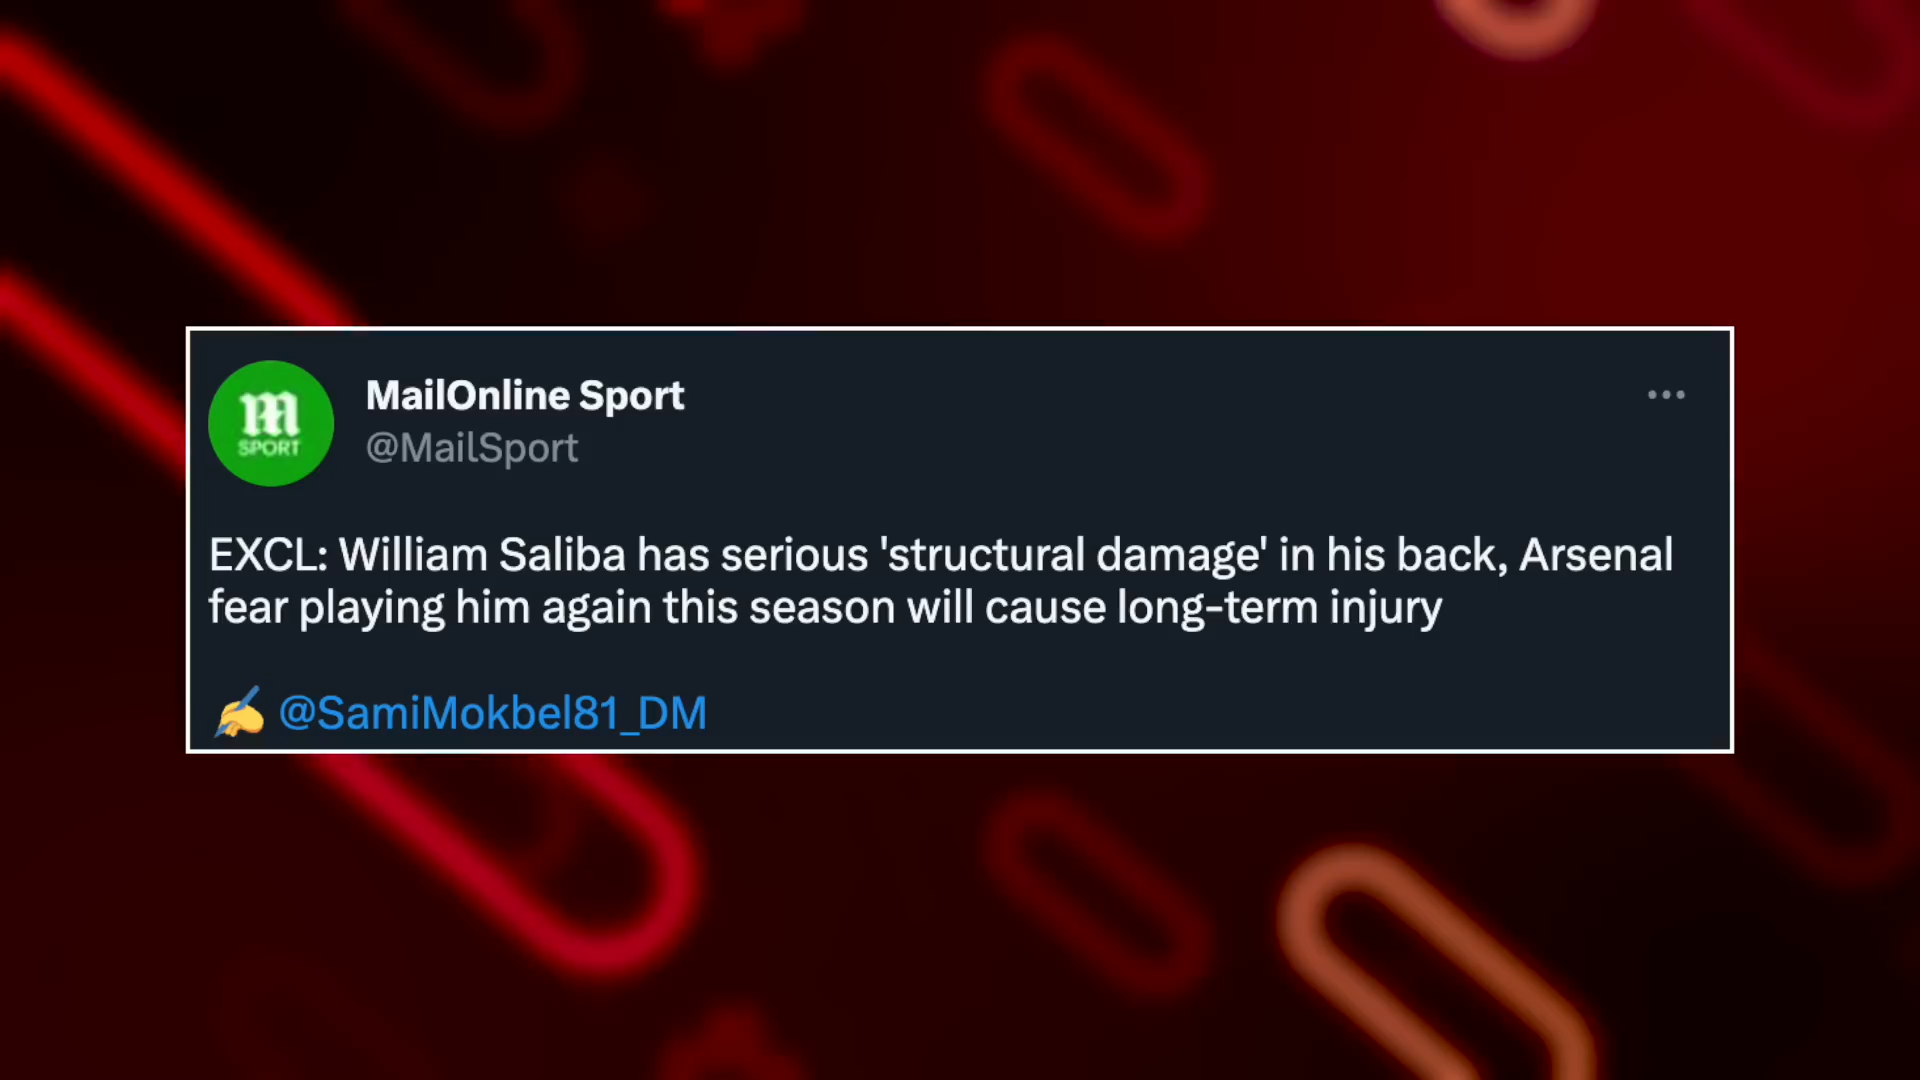 M
SPORT
MailOnline Sport
@MailSport
EXCL: William Saliba has serious 'structural damage' in his back, Arsenal
fear playing him again this season will cause long-term injury
✍️ @SamiMokbel81_DM